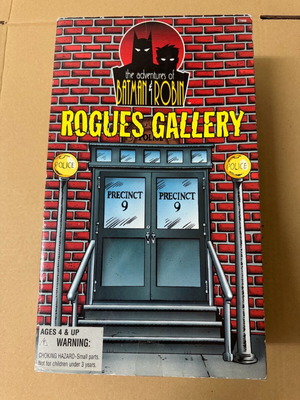 the adventures of
BATMAN & ROBIN
ROGUES GALLERY
POLICE
POLICE
PRECINCT
9
PRECINCT
9
AGES 4 & UP
WARNING:
CHOKING HAZARD-Small parts.
Not for children under 3 years.